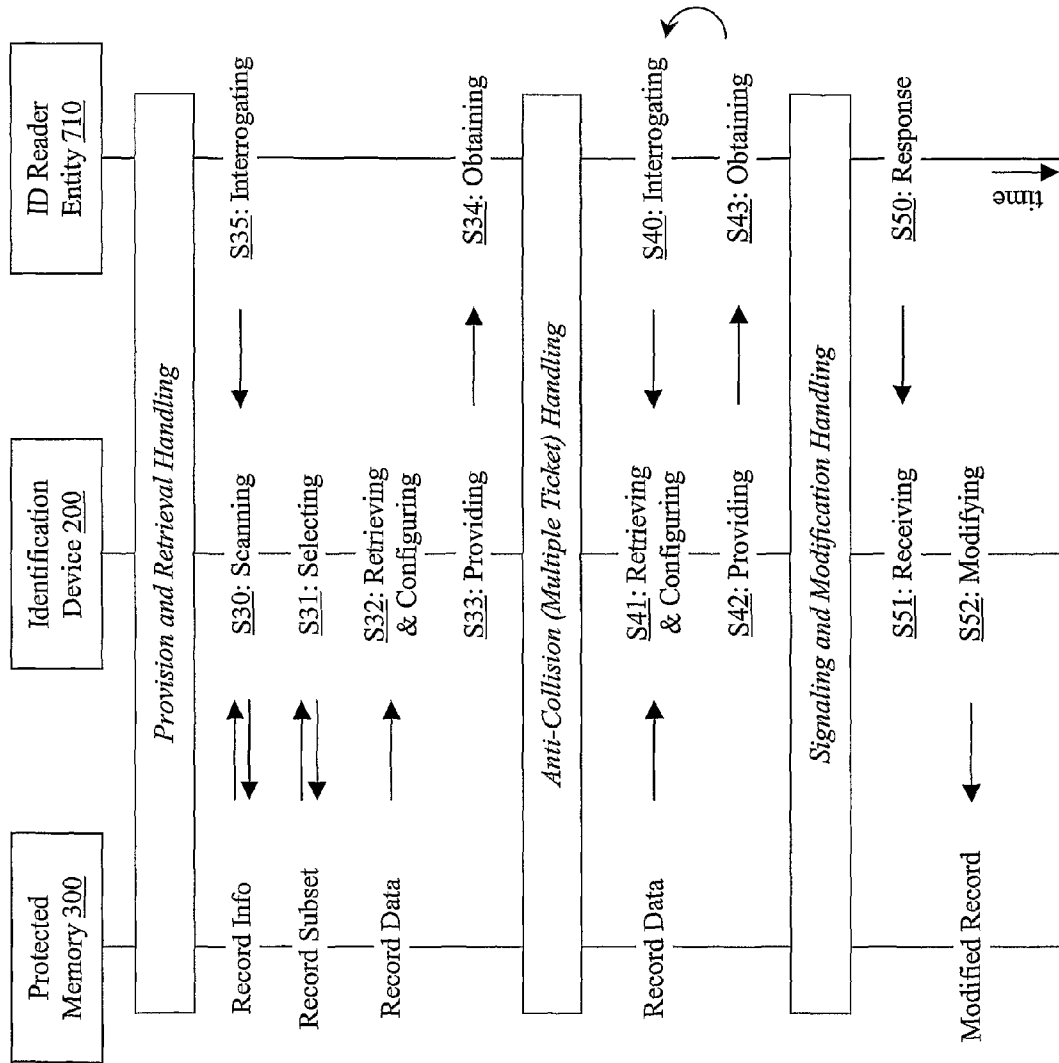 Protected
Memory 300
Identification
Device 200
ID Reader
Entity 710
Provision and Retrieval Handling
Record Info
S30: Scanning
S35: Interrogating
Record Subset
S31: Selecting
Record Data
S32: Retrieving
& Configuring
S33: Providing
S34: Obtaining
Anti-Collision (Multiple Ticket) Handling
Record Data
S41: Retrieving
& Configuring
S40: Interrogating
S42: Providing
S43: Obtaining
Signaling and Modification Handling
S51: Receiving
S50: Response
Modified Record
S52: Modifying
time